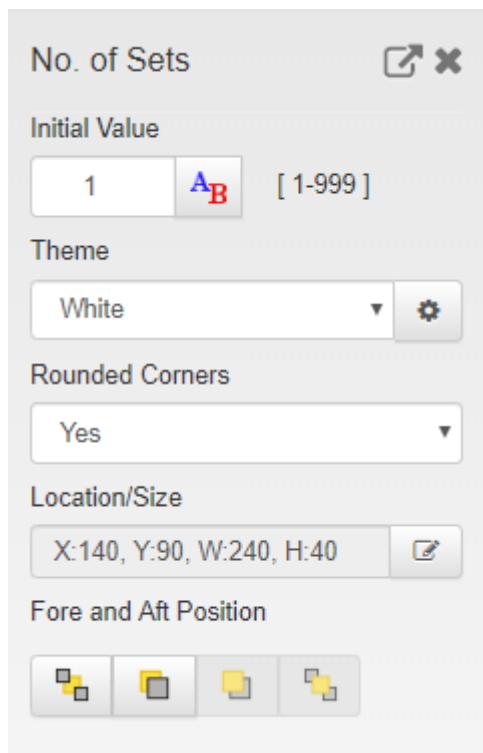 No. of Sets
Initial Value
1 AB [ 1-999 ]
Theme
White
Rounded Corners
Yes
Location/Size
X:140, Y:90, W:240, H:40
Fore and Aft Position